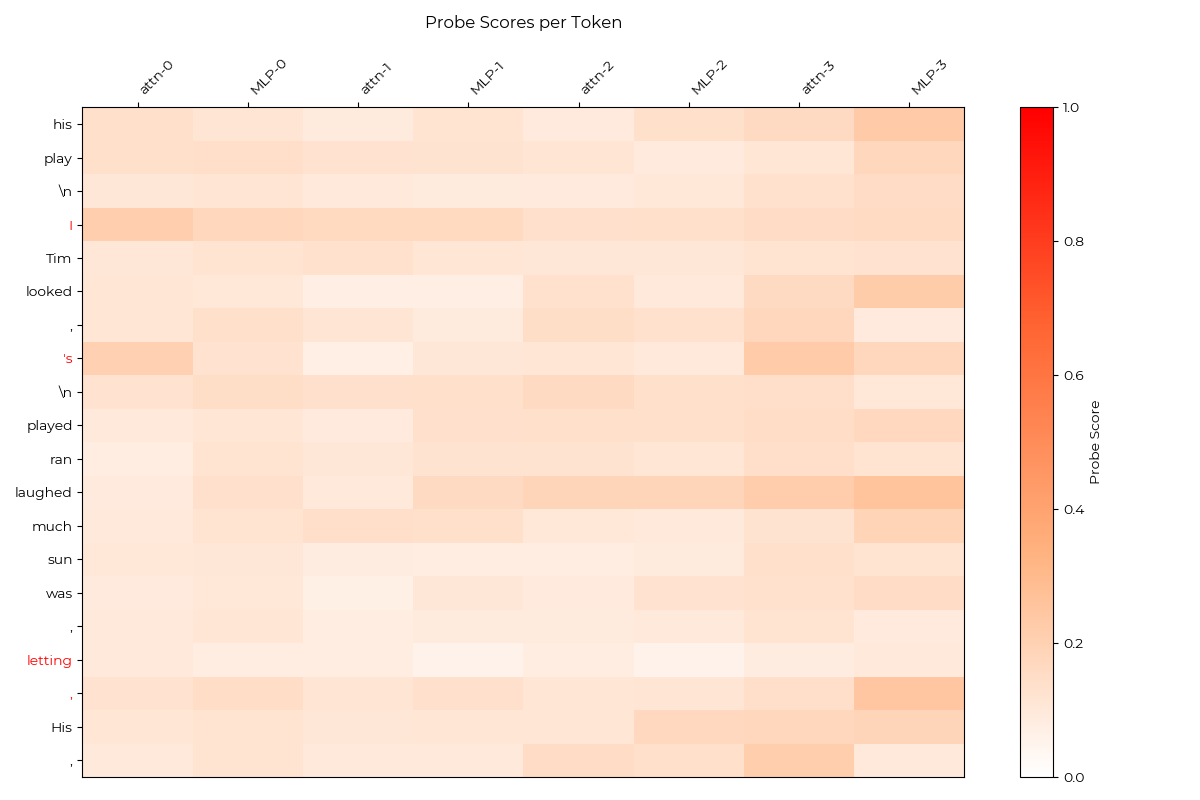 Probe Scores per Token
attn-0 MLP-0 attn-1 MLP-1 attn-2 MLP-2 attn-3 MLP-3
his
play
\n
I
Tim
looked
,
's
\n
played
ran
laughed
much
sun
was
,
letting
,
His
,
1.0
0.8
0.6
0.4
0.2
0.0
Probe Score